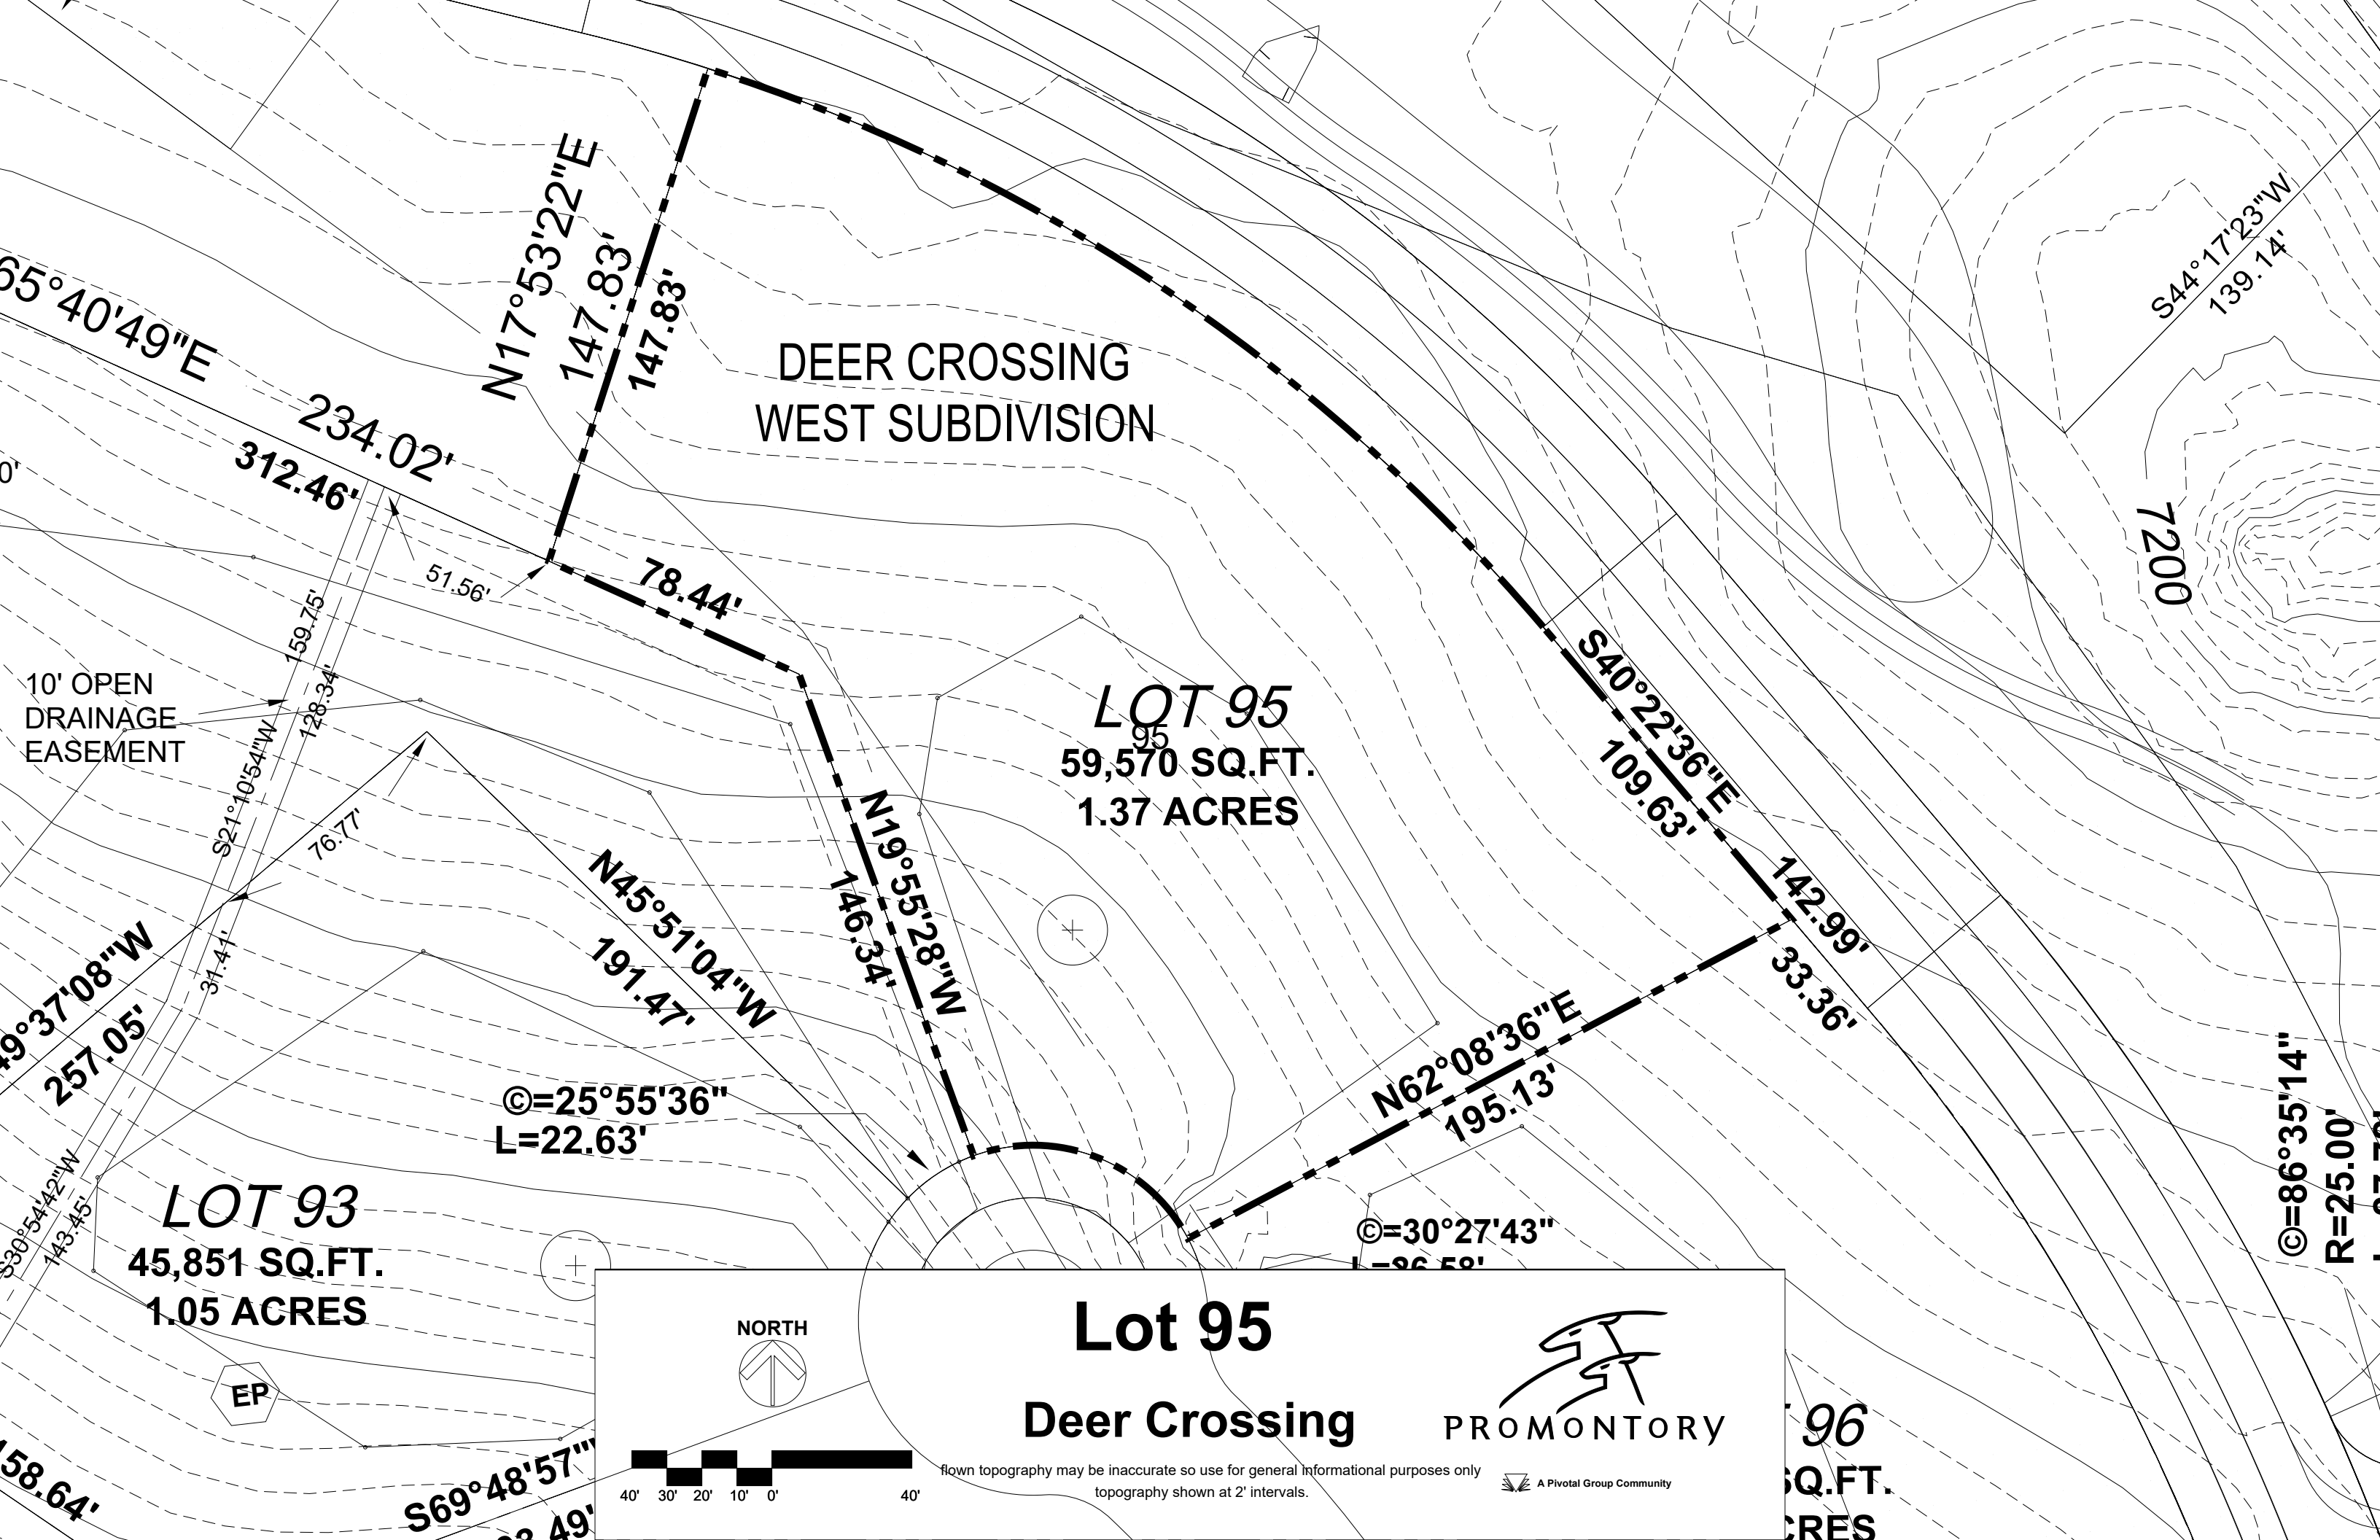 N17°53'22"E
147.83'
147.83'
65°40'49"E
234.02'
312.46'
0'
DEER CROSSING
WEST SUBDIVISION
S44°17'23"W
139.14'
7200
51.56'
78.44'
159.75'
128.34'
10' OPEN
DRAINAGE
EASEMENT
S21°10'54"W
76.77'
31.41'
LOT 95
95
59,570 SQ.FT.
1.37 ACRES
S40°22'36"E
109.63'
142.99'
33.36'
N19°55'28"W
146.34'
N45°51'04"W
191.47'
49°37'08"W
257.05'
N62°08'36"E
195.13'
©=25°55'36"
L=22.63'
©=30°27'43"
L=26.58'
©=86°35'14"
R=25.00'
S30°54'42"W
143.45'
LOT 93
45,851 SQ.FT.
1.05 ACRES
EP
158.64'
S69°48'57"
.49'
96
SQ.FT.
CRES
NORTH
Lot 95
Deer Crossing
PROMONTORY
A Pivotal Group Community
40' 30' 20' 10' 0' 40'
flown topography may be inaccurate so use for general informational purposes only
topography shown at 2' intervals.